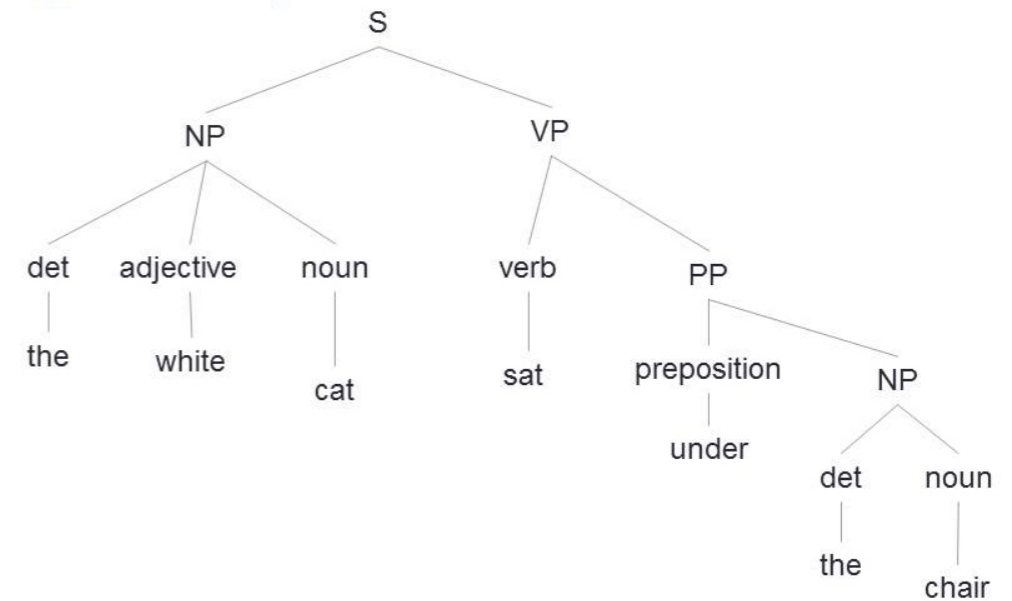 S
NP VP
det adjective noun verb PP
the white cat sat preposition NP
under det noun
the chair